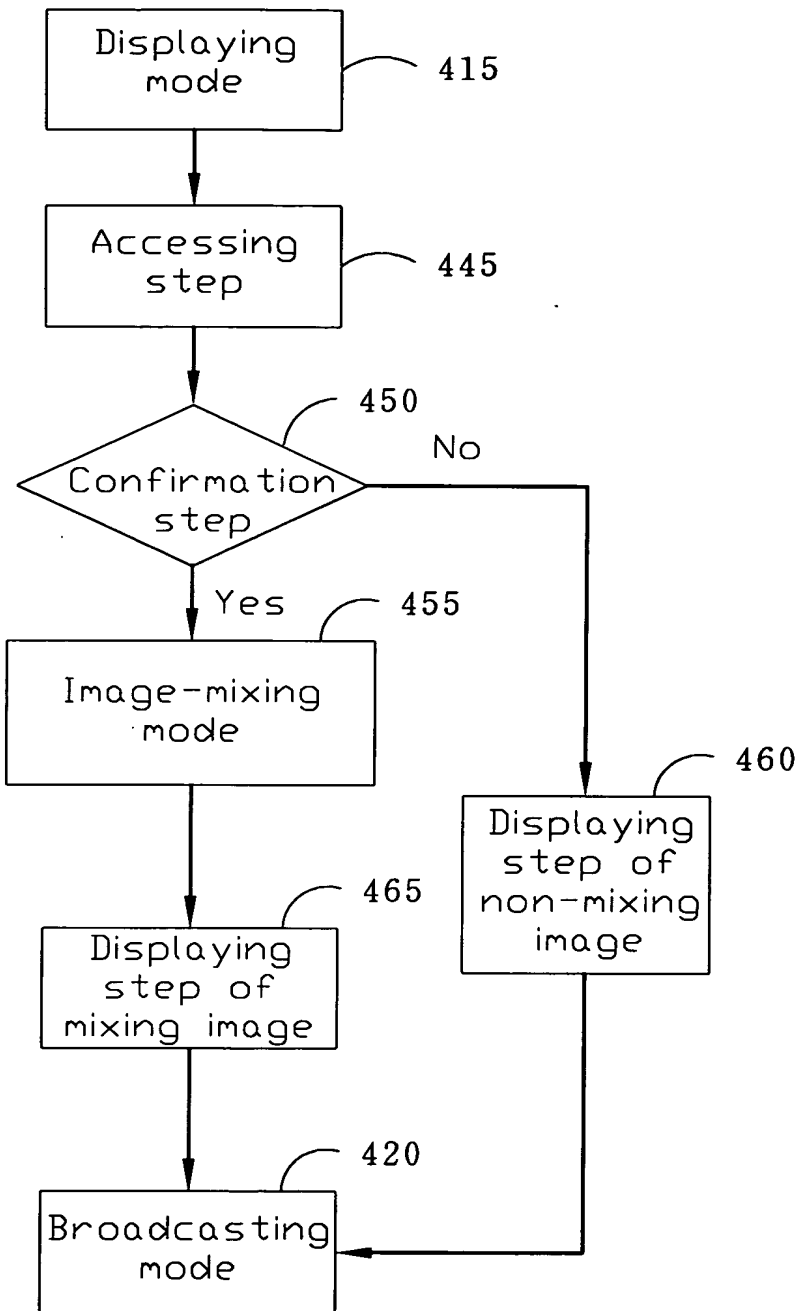 Displaying
mode
415
Accessing
step
445
450
Confirmation
step
No
Yes
455
Image-mixing
mode
460
Displaying
step of
non-mixing
image
465
Displaying
step of
mixing image
420
Broadcasting
mode